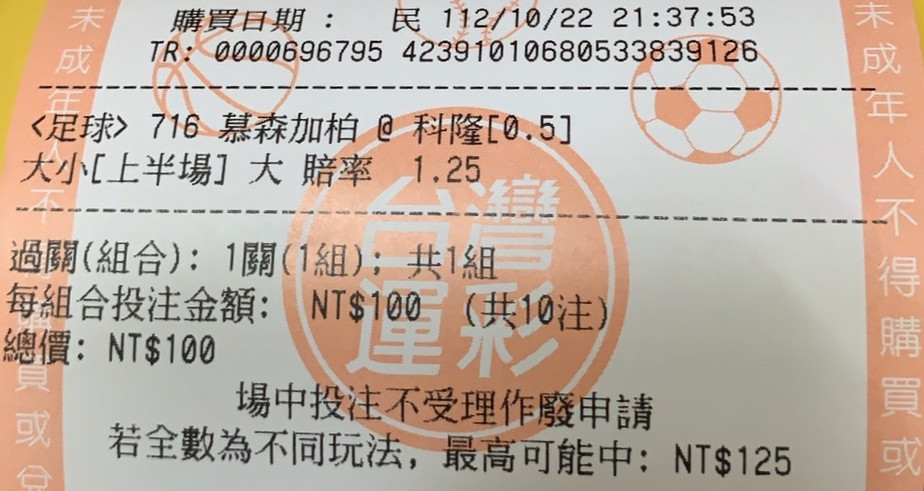 購買日期： 民 112/10/22 21:37:53
TR: 0000696795 423910106805338​39126
<足球> 716 慕森加柏 @ 科隆[0.5]
大小[上半場] 大 賠率 1.25
過關(組合): 1關(1組); 共1組
每組合投注金額: NT$100 (共10注)
總價: NT$100
場中投注不受理作廢申請
若全數為不同玩法, 最高可能中: NT$125
台灣
運彩
未成年人不
購買或兌
未成年人不得購買或